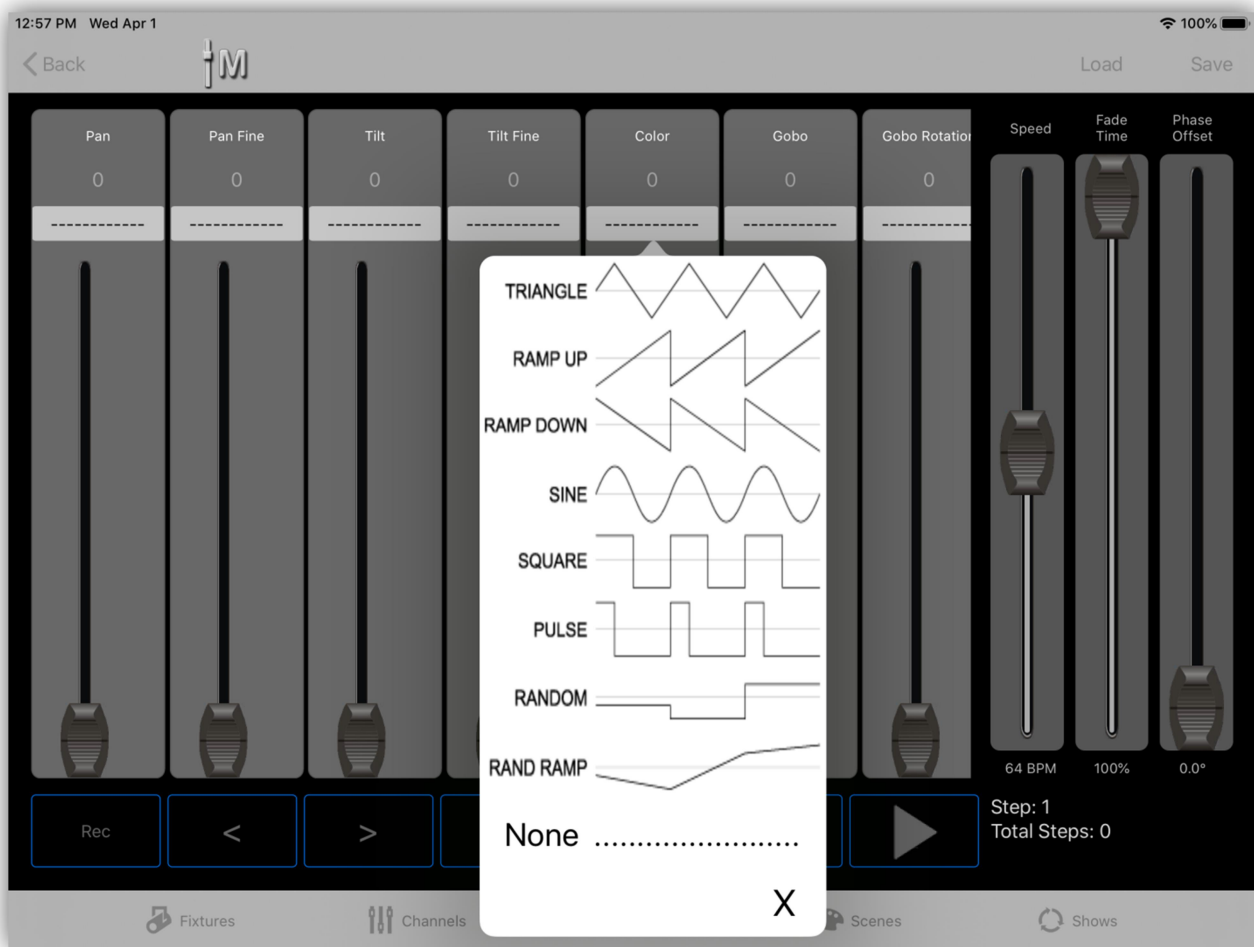 12:57 PM Wed Apr 1
100%
Back
M
Load
Save
Pan
Pan Fine
Tilt
Tilt Fine
Color
Gobo
Gobo Rotation
Speed
Fade
Time
Phase
Offset
0
0
0
0
0
0
0
------------
------------
------------
------------
------------
------------
------------
TRIANGLE
RAMP UP
RAMP DOWN
SINE
SQUARE
PULSE
RANDOM
RAND RAMP
None ........................
X
64 BPM
100%
0.0°
Rec
<
>
Step: 1
Total Steps: 0
Fixtures
Channels
Scenes
Shows